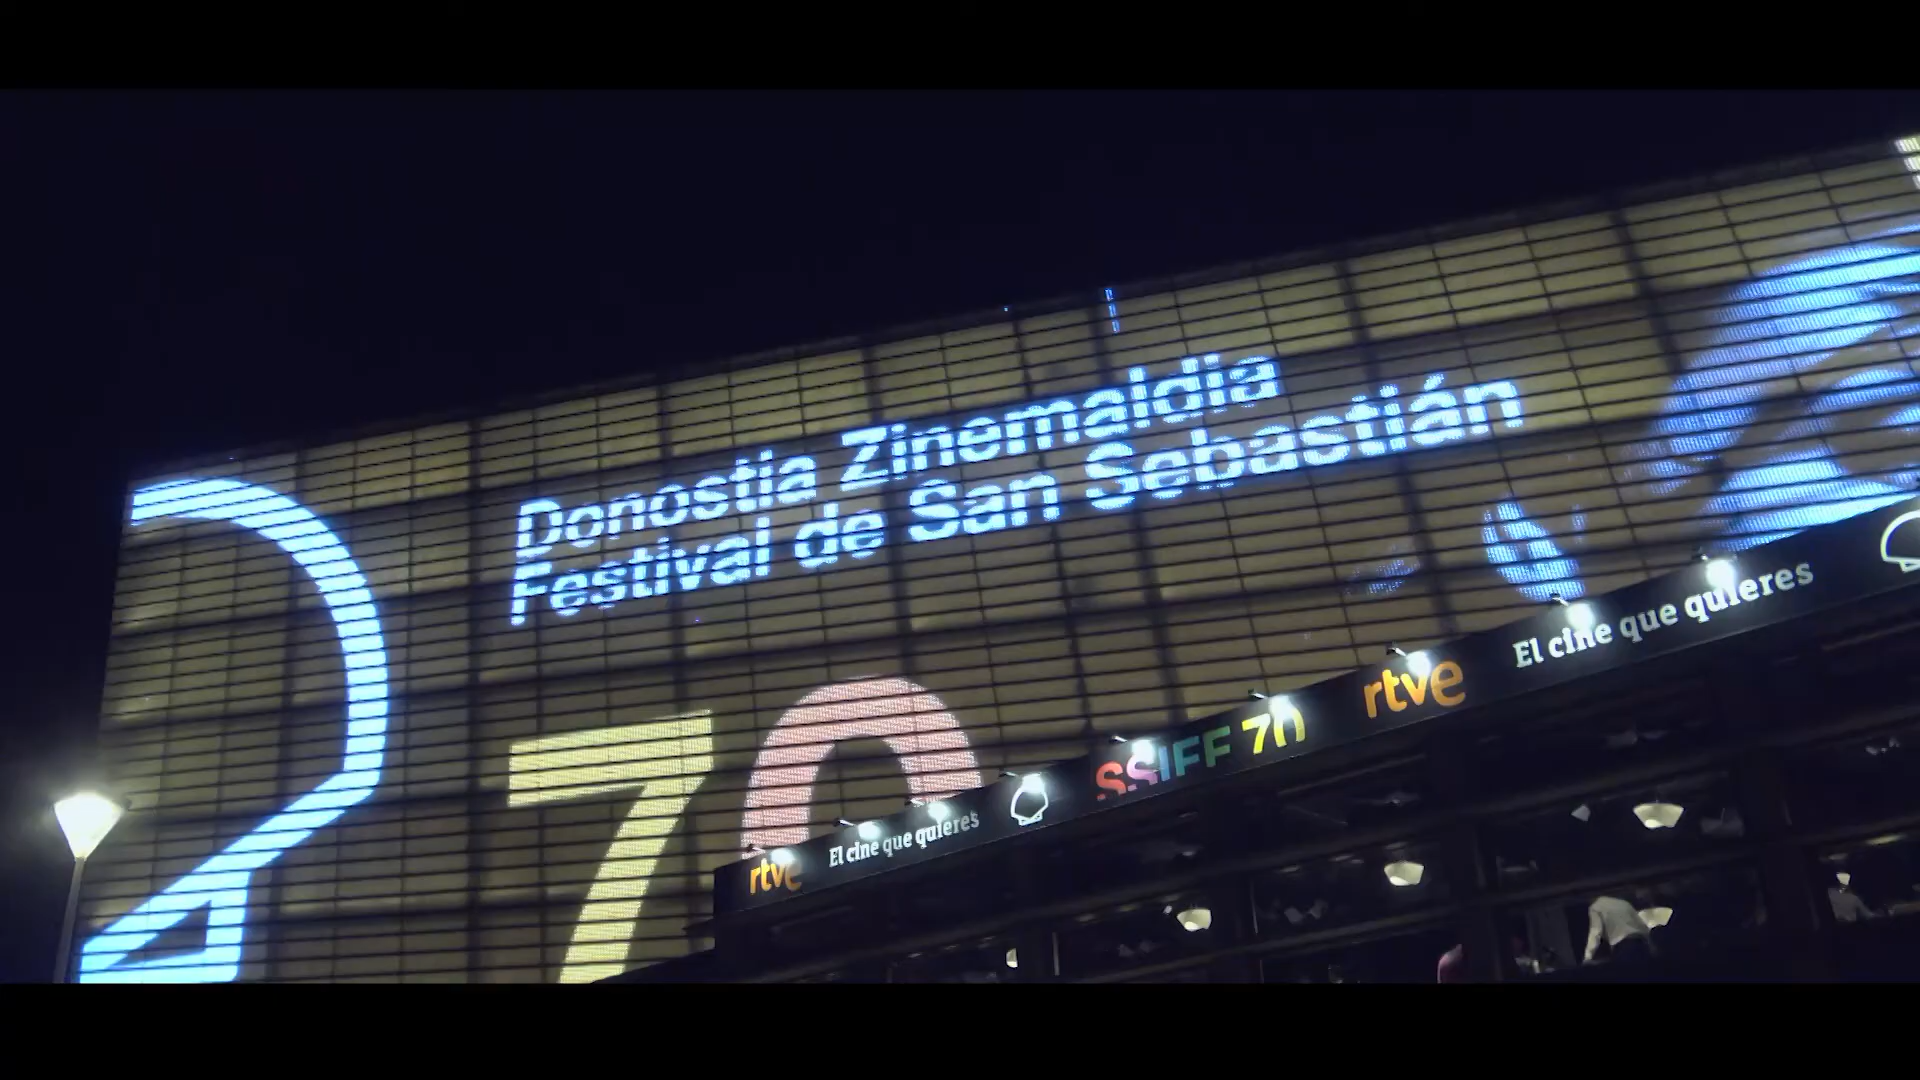 Donostia Zinemaldia
Festival de San Sebastián
70
rtve El cine que quieres SSIFF 70 rtve El cine que quieres